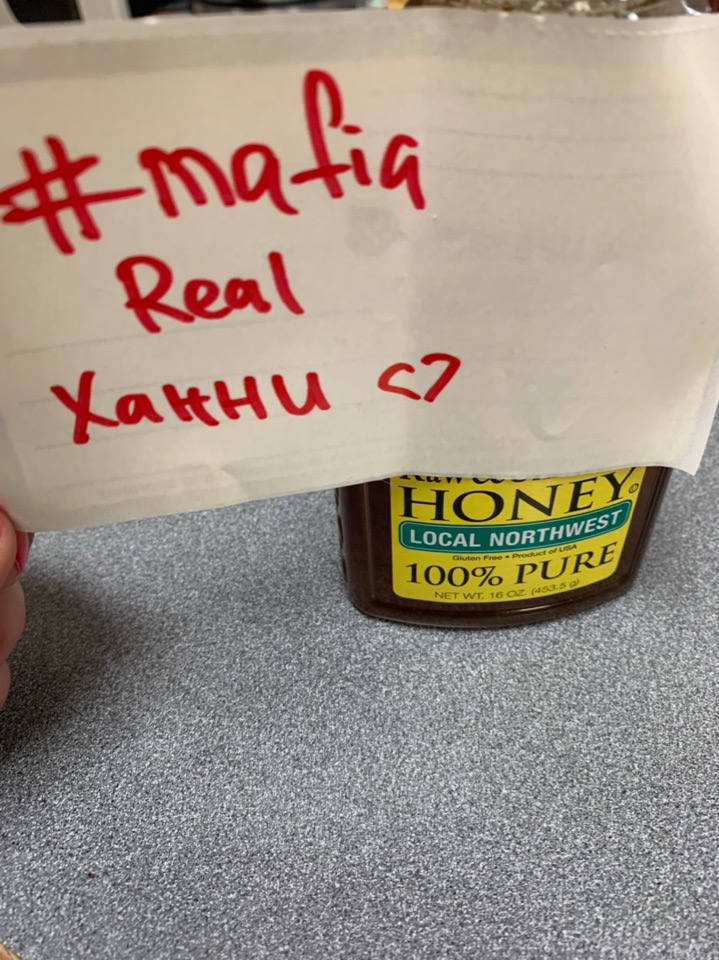 #mafia
Real
Ханни <3
HONEY
LOCAL NORTHWEST
Gluten Free • Product of USA
100% PURE
NET WT. 16 OZ. (453.5 g)